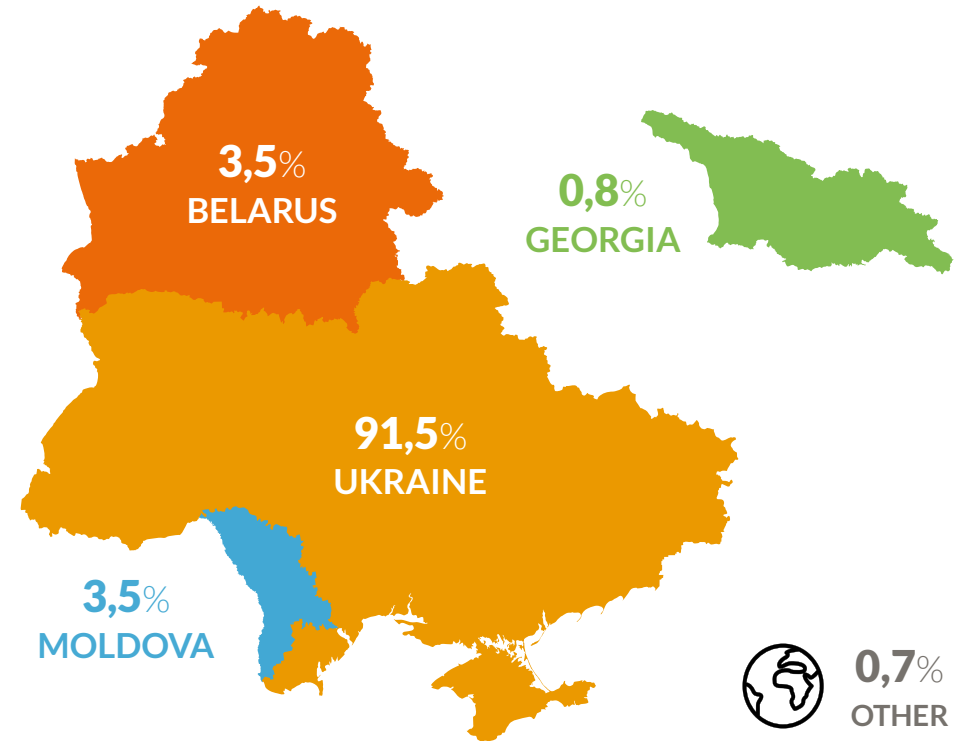 3,5%
BELARUS
0,8%
GEORGIA
91,5%
UKRAINE
3,5%
MOLDOVA
0,7%
OTHER